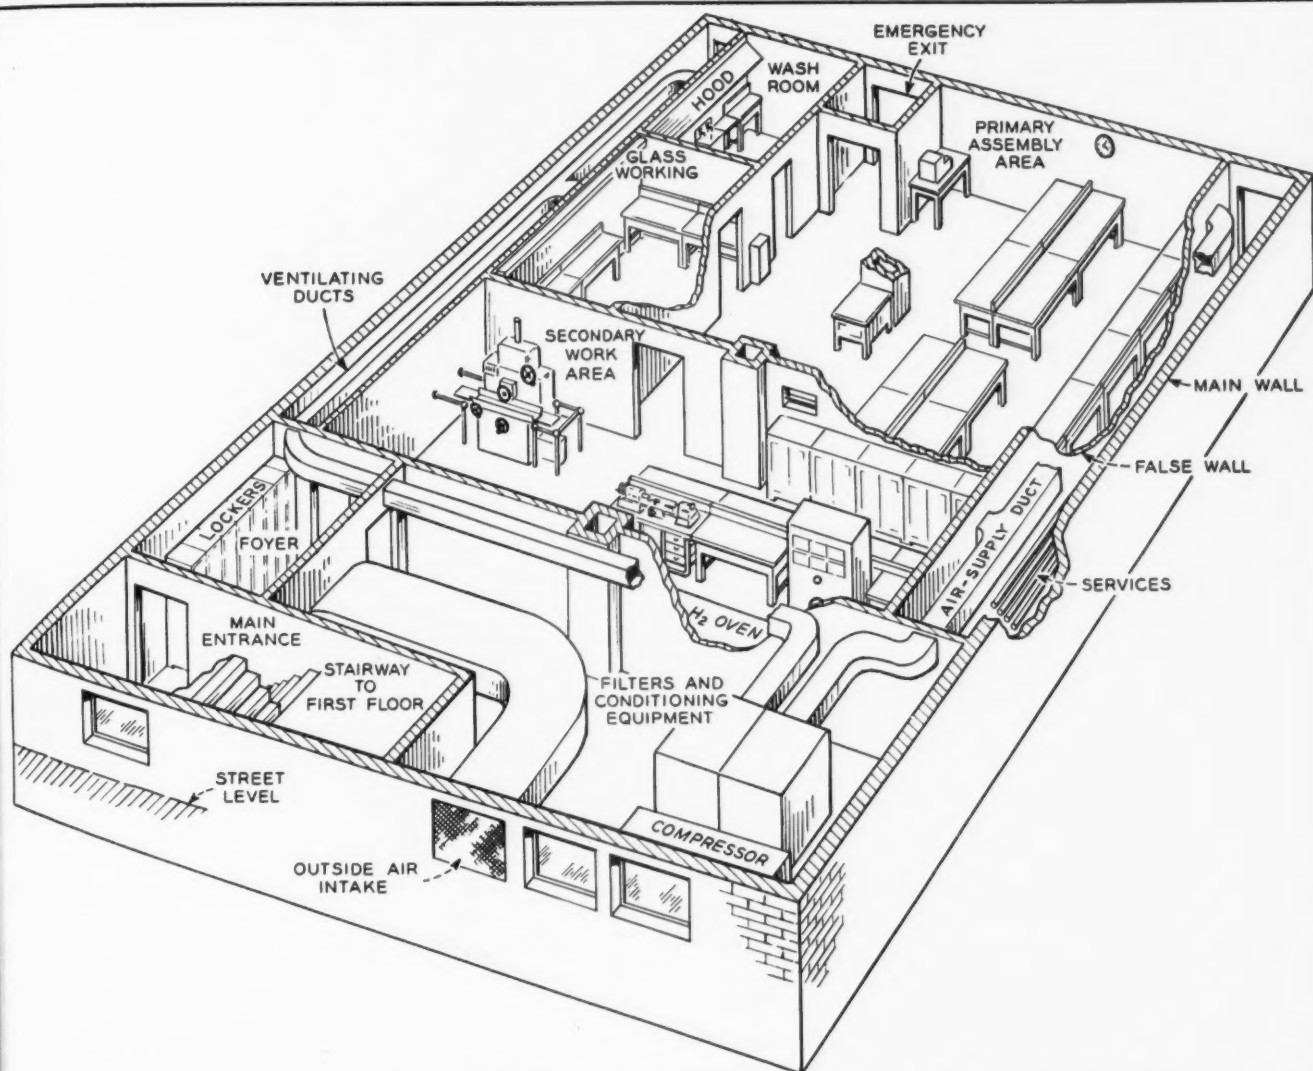 EMERGENCY
EXIT
WASH
ROOM
HOOD
PRIMARY
ASSEMBLY
AREA
GLASS
WORKING
VENTILATING
DUCTS
SECONDARY
WORK
AREA
MAIN WALL
FALSE WALL
LOCKERS
FOYER
AIR-SUPPLY DUCT
SERVICES
H2 OVEN
MAIN
ENTRANCE
STAIRWAY
TO
FIRST FLOOR
FILTERS AND
CONDITIONING
EQUIPMENT
STREET
LEVEL
COMPRESSOR
OUTSIDE AIR
INTAKE